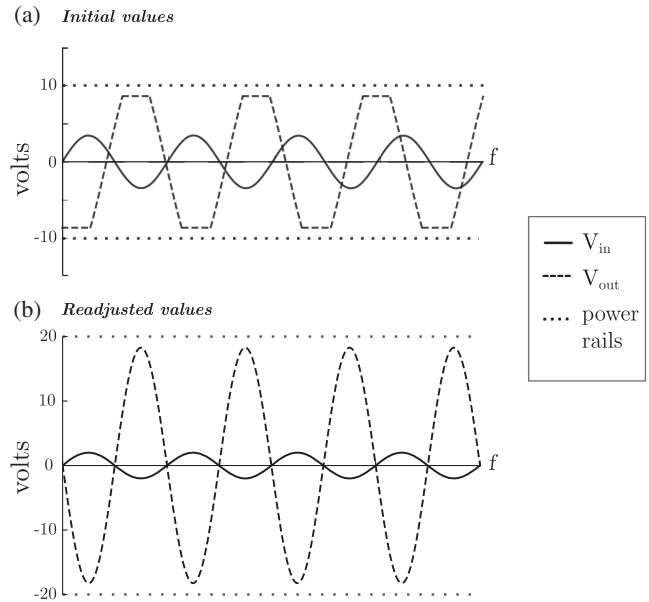 (a) Initial values
10
0
-10
volts
f
V_in
V_out
power
rails
(b) Readjusted values
20
10
0
-10
-20
volts
f